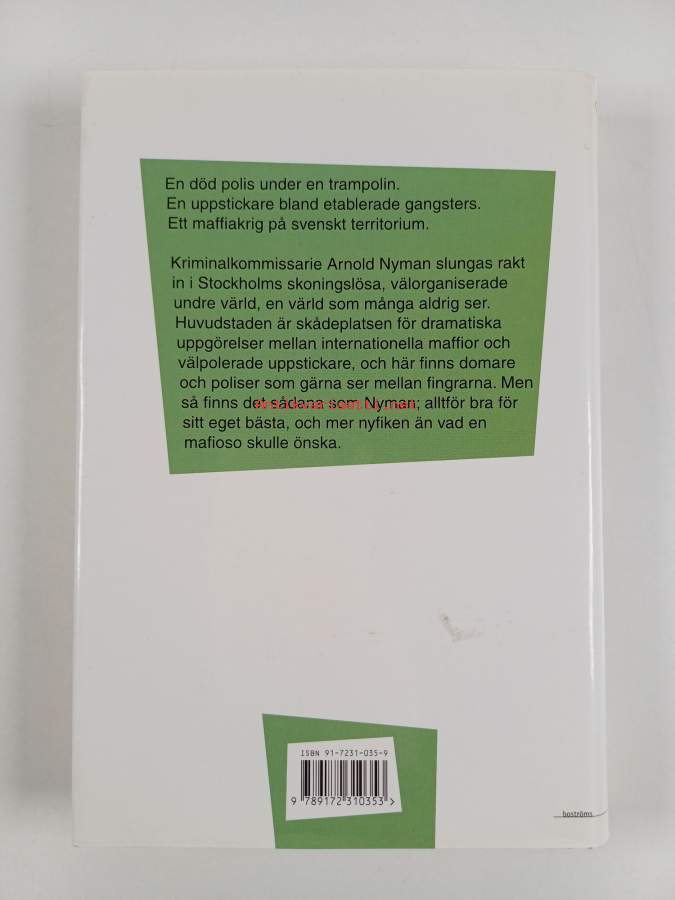 En död polis under en trampolin.
En uppstickare bland etablerade gangsters.
Ett maffiakrig på svenskt territorium.
Kriminalkommissarie Arnold Nyman slungas rakt
in i Stockholms skoningslösa, välorganiserade
undre värld, en värld som många aldrig ser.
Huvudstaden är skådeplatsen för dramatiska
uppgörelser mellan internationella maffior och
välpolerade uppstickare, och här finns domare
och poliser som gärna ser mellan fingrarna. Men
så finns det sådana som Nyman; alltför bra för
sitt eget bästa, och mer nyfiken än vad en
mafioso skulle önska.
ISBN 91-7231-035-9
9 789172 310353 >
boströms